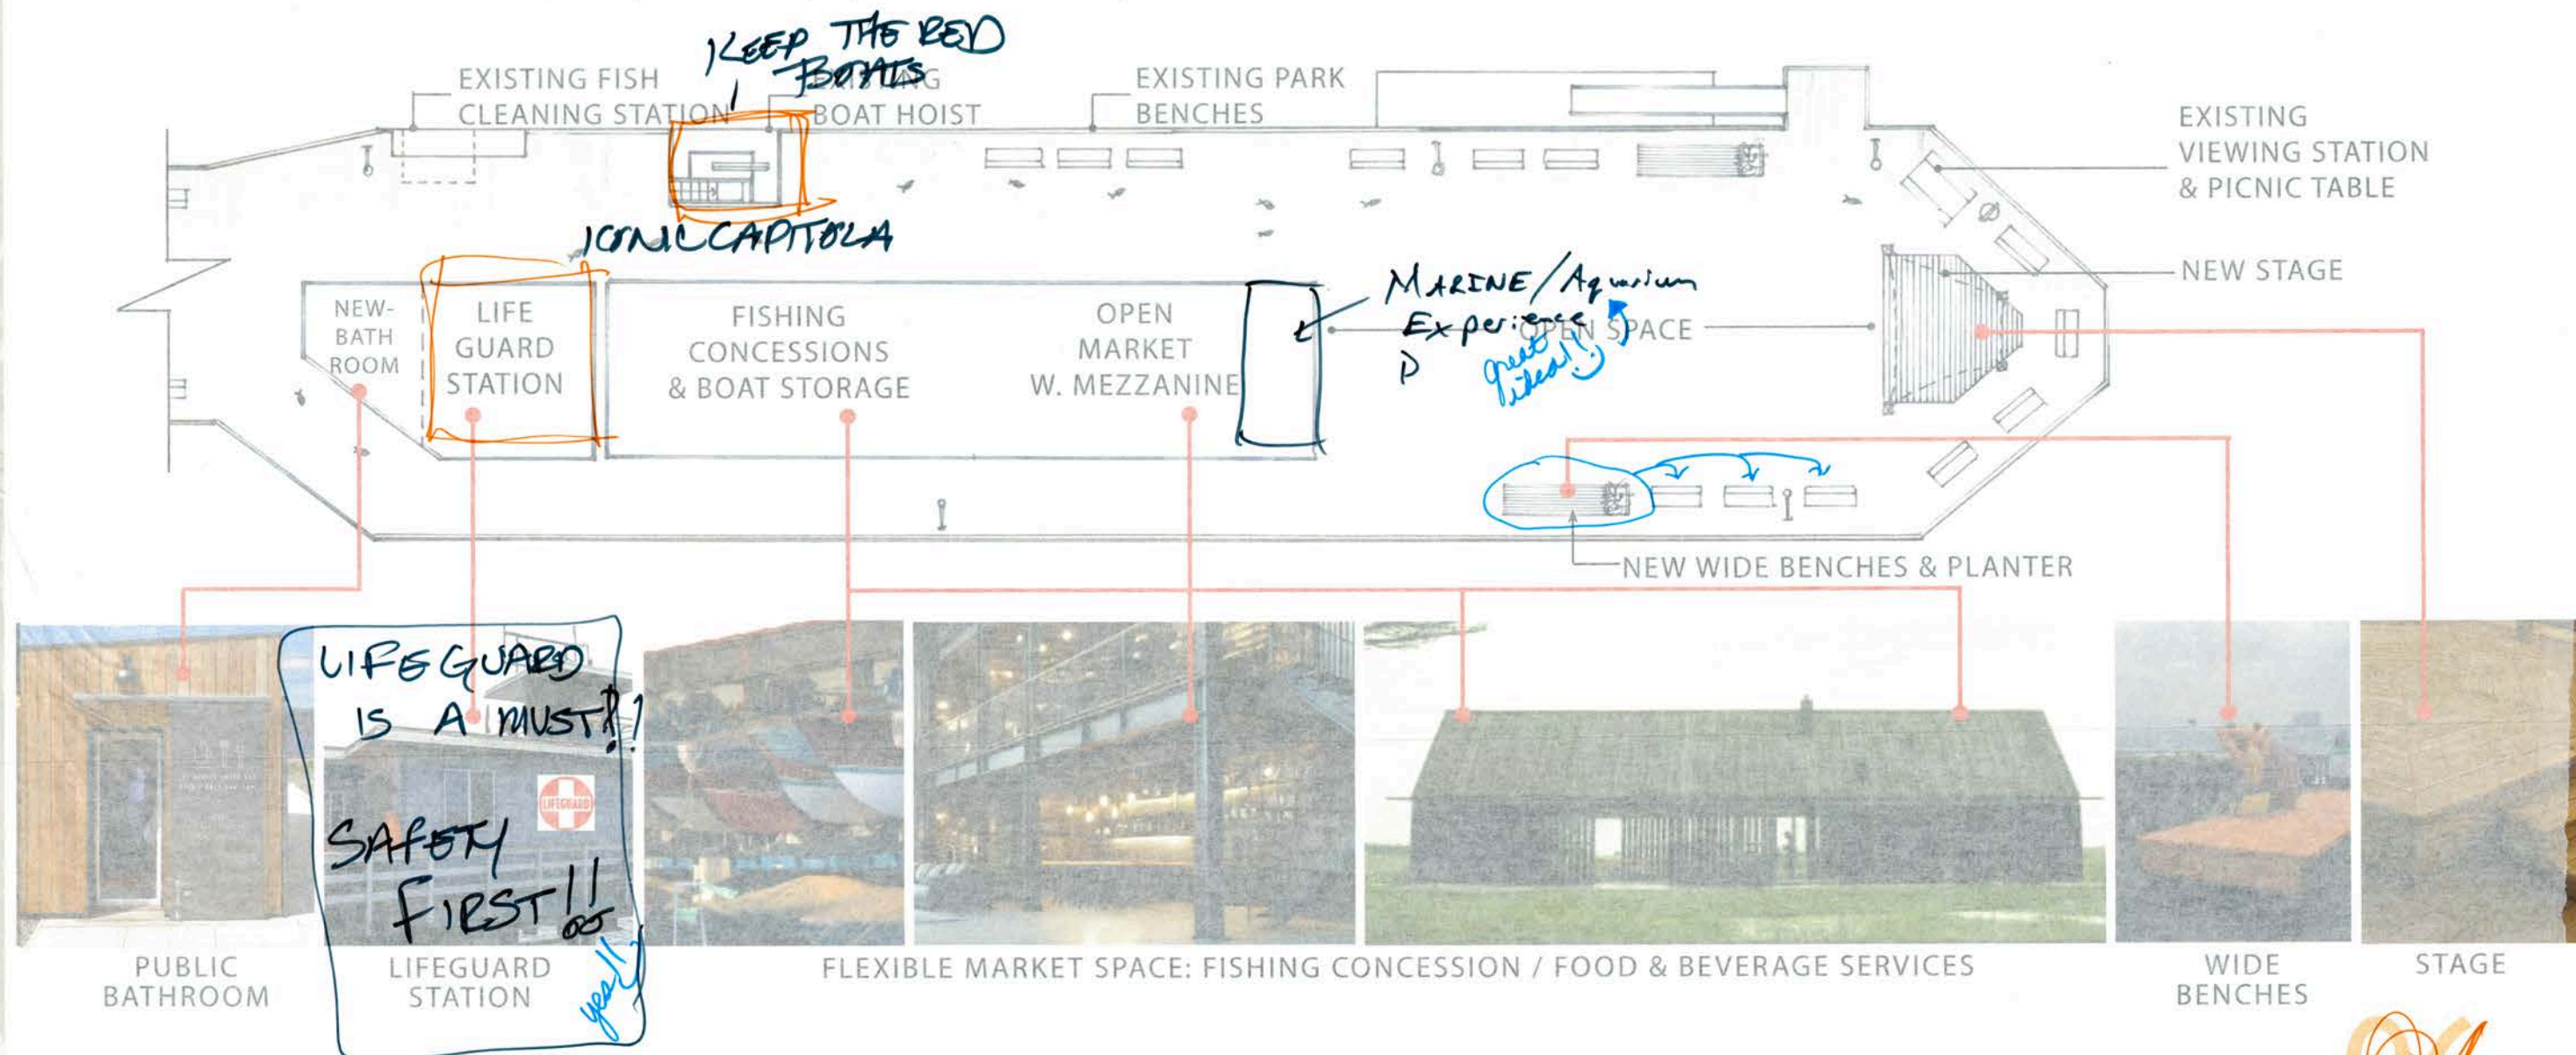 KEEP THE RED
BOATS
EXISTING FISH
CLEANING STATION
EXISTING
BOAT HOIST
EXISTING PARK
BENCHES
EXISTING
VIEWING STATION
& PICNIC TABLE
ICONIC CAPITOLA
NEW STAGE
NEW-
BATH
ROOM
LIFE
GUARD
STATION
FISHING
CONCESSIONS
& BOAT STORAGE
OPEN
MARKET
W. MEZZANINE
MARINE/Aquarium
Experience
OPEN SPACE
great
idea!!
NEW WIDE BENCHES & PLANTER
LIFEGUARD
IS A MUST!!
LIFEGUARD
SAFETY
FIRST!!
yes!!
PUBLIC
BATHROOM
LIFEGUARD
STATION
FLEXIBLE MARKET SPACE: FISHING CONCESSION / FOOD & BEVERAGE SERVICES
WIDE
BENCHES
STAGE